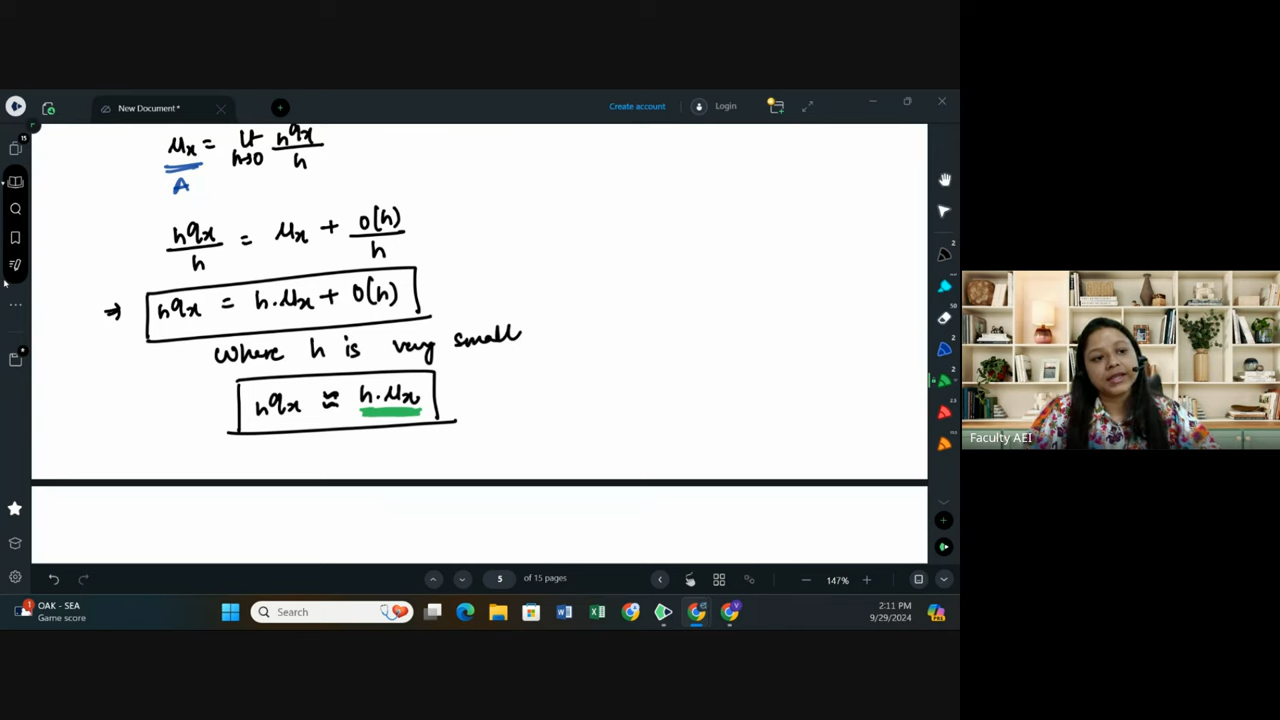 New Document*
Create account
Login
15
μx = lt h→0 hqx / h
A
hqx / h = μx + o(h) / h
⇒ hqx = h.μx + o(h)
Where h is very small
hqx ≈ h.μx
Faculty AEI
5 of 15 pages
147%
OAK - SEA
Game score
Search
2:11 PM
9/29/2024